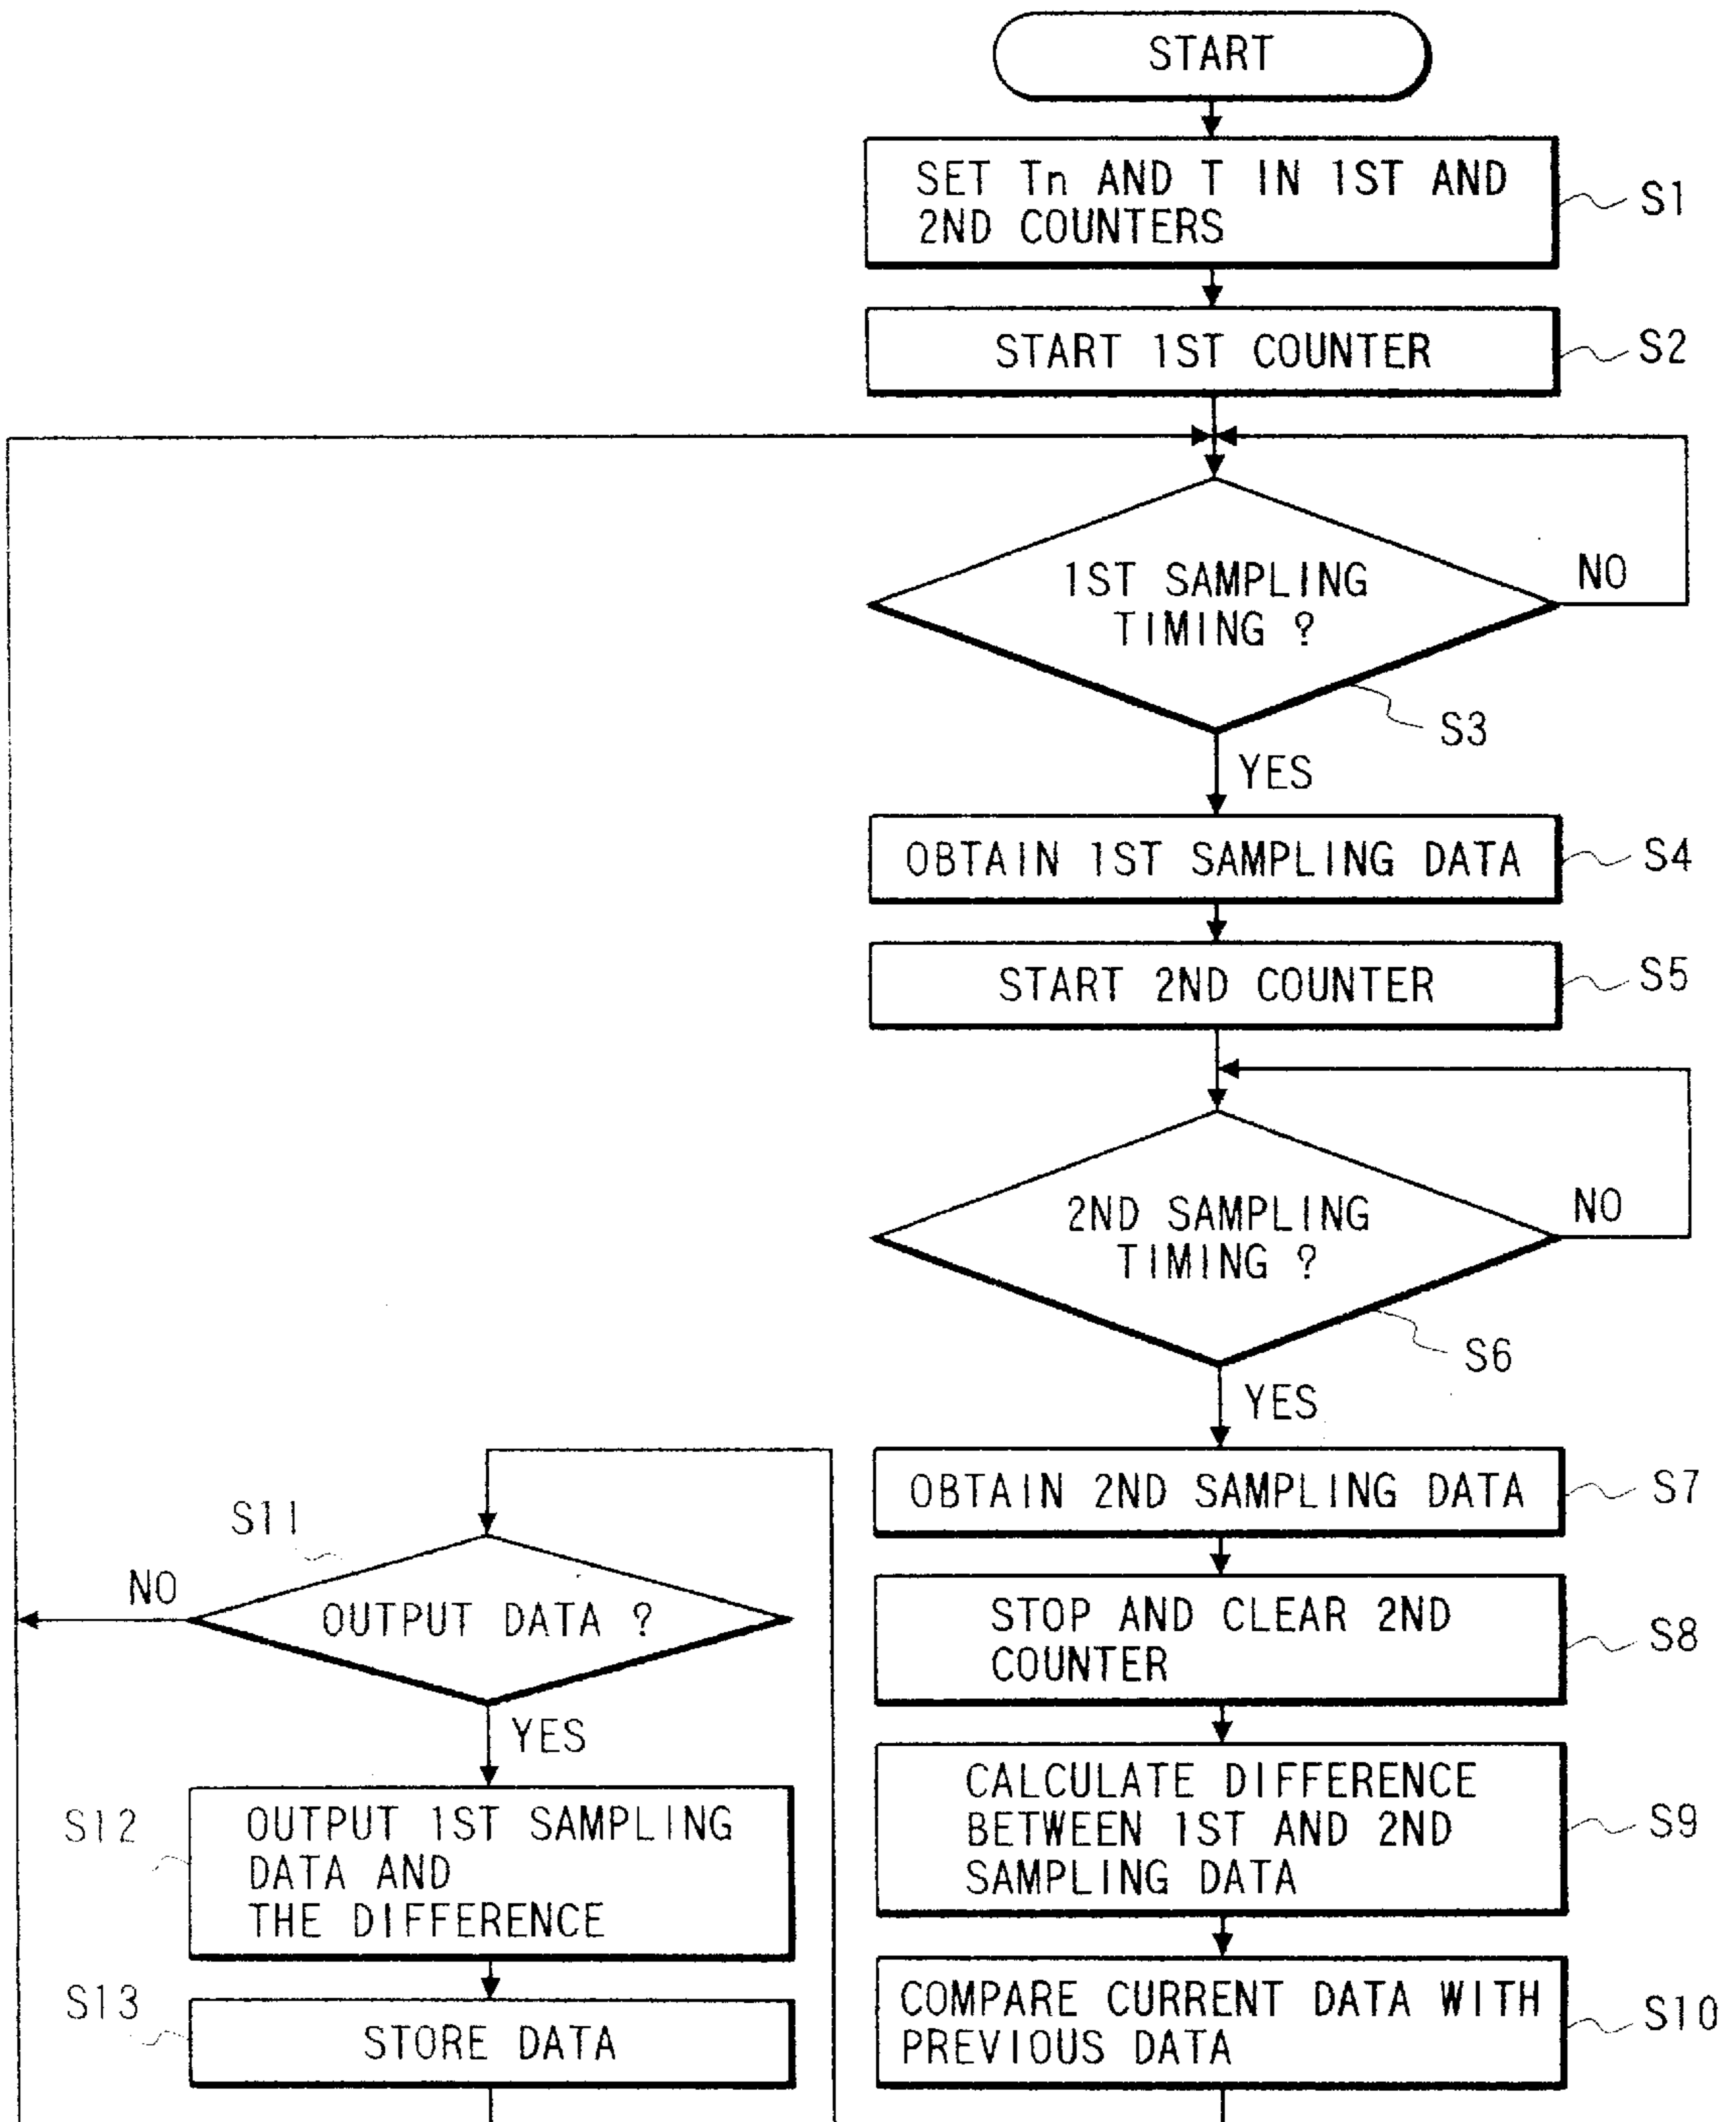 START
SET Tn AND T IN 1ST AND
2ND COUNTERS
S1
START 1ST COUNTER
S2
1ST SAMPLING
TIMING ?
NO
S3
YES
OBTAIN 1ST SAMPLING DATA
S4
START 2ND COUNTER
S5
2ND SAMPLING
TIMING ?
NO
S6
YES
OBTAIN 2ND SAMPLING DATA
S7
STOP AND CLEAR 2ND
COUNTER
S8
CALCULATE DIFFERENCE
BETWEEN 1ST AND 2ND
SAMPLING DATA
S9
COMPARE CURRENT DATA WITH
PREVIOUS DATA
S10
S11
NO
OUTPUT DATA ?
YES
S12
OUTPUT 1ST SAMPLING
DATA AND
THE DIFFERENCE
S13
STORE DATA